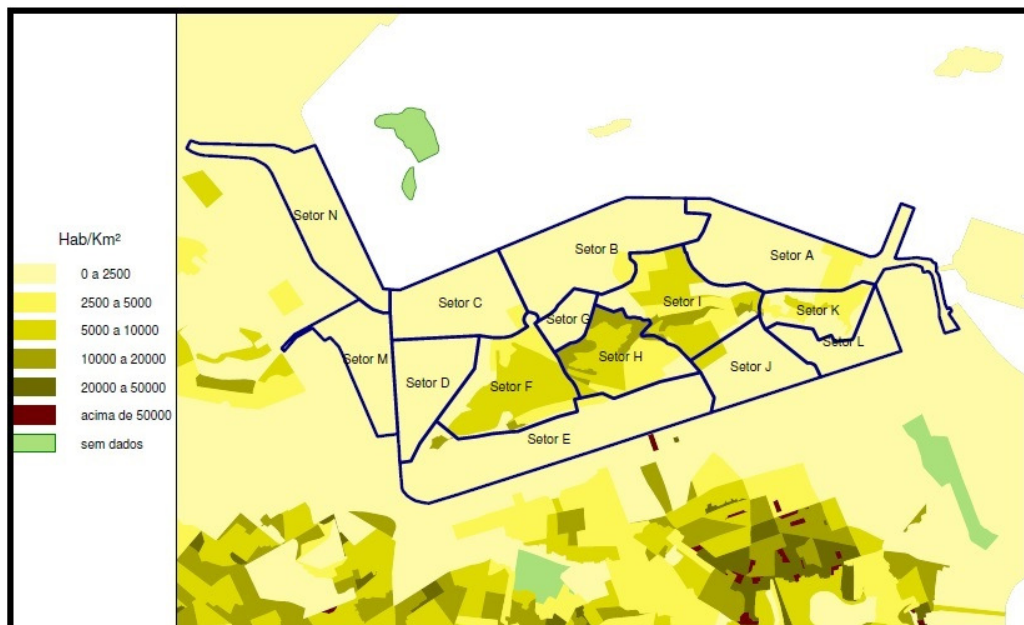 Hab/Km²
0 a 2500
2500 a 5000
5000 a 10000
10000 a 20000
20000 a 50000
acima de 50000
sem dados
Setor N
Setor B
Setor A
Setor C
Setor I
Setor G
Setor K
Setor L
Setor M
Setor H
Setor J
Setor D
Setor F
Setor E